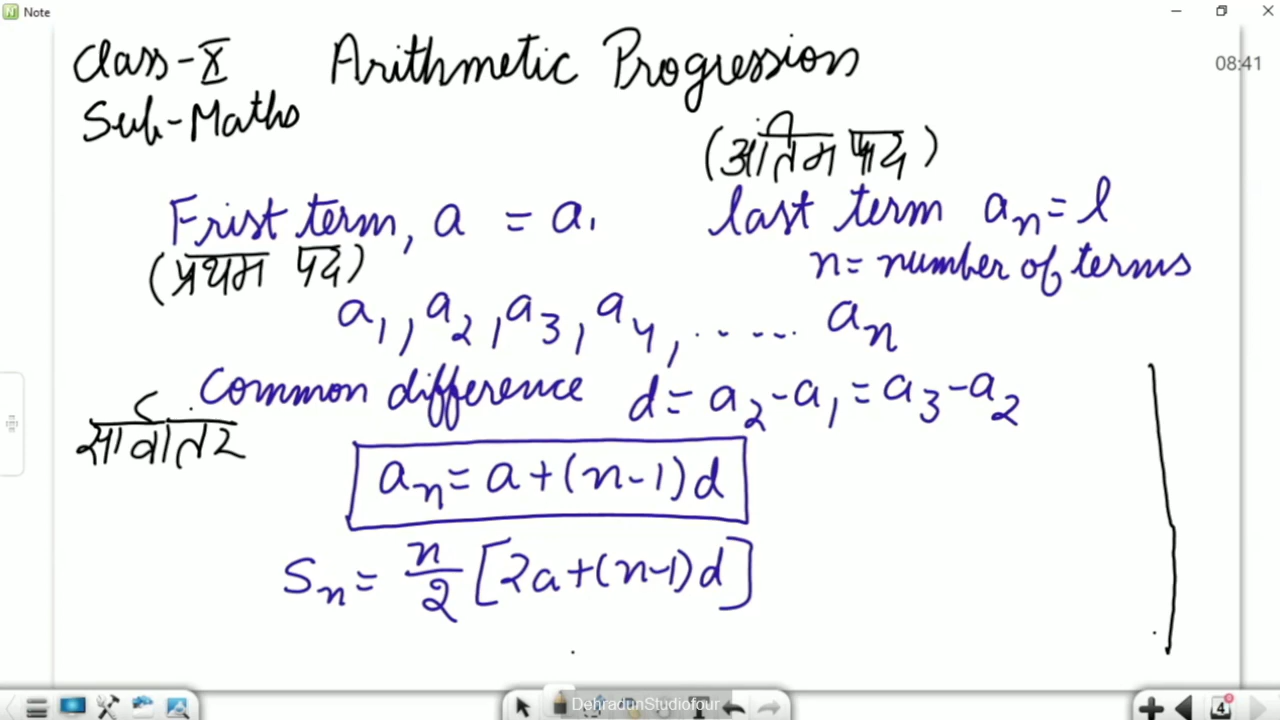 Note
Class-X Arithmetic Progression
08:41
Sub-Maths
(अंतिम पद)
Frist term, a = a₁ last term aₙ = l
(प्रथम पद) n = number of terms
a₁, a₂, a₃, a₄, ..... aₙ
Common difference d = a₂ - a₁ = a₃ - a₂
सार्वांतर
aₙ = a + (n-1)d
Sₙ = n/2 [2a + (n-1)d]
DehradunStudiofour
4